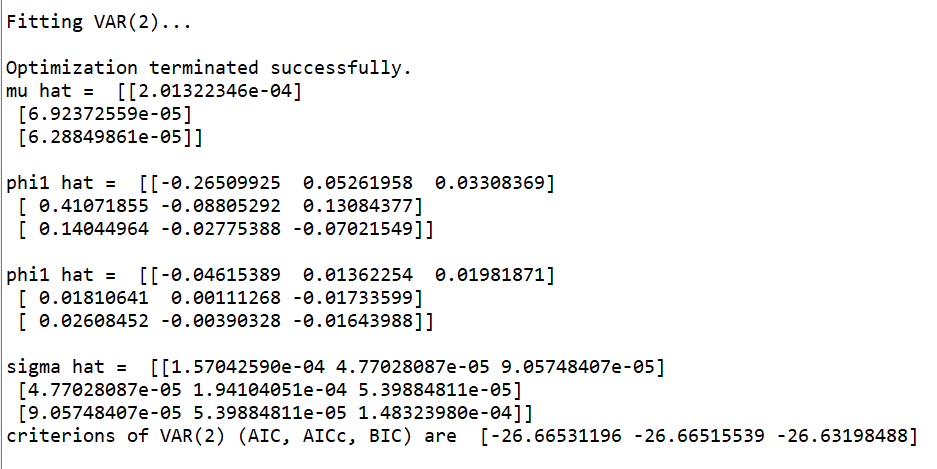 Fitting VAR(2)...
Optimization terminated successfully.
mu hat =  [[2.01322346e-04]
 [6.92372559e-05]
 [6.28849861e-05]]
phi1 hat =  [[-0.26509925  0.05261958  0.03308369]
 [ 0.41071855 -0.08805292  0.13084377]
 [ 0.14044964 -0.02775388 -0.07021549]]
phi1 hat =  [[-0.04615389  0.01362254  0.01981871]
 [ 0.01810641  0.00111268 -0.01733599]
 [ 0.02608452 -0.00390328 -0.01643988]]
sigma hat =  [[1.57042590e-04 4.77028087e-05 9.05748407e-05]
 [4.77028087e-05 1.94104051e-04 5.39884811e-05]
 [9.05748407e-05 5.39884811e-05 1.48323980e-04]]
criterions of VAR(2) (AIC, AICc, BIC) are  [-26.66531196 -26.66515539 -26.63198488]